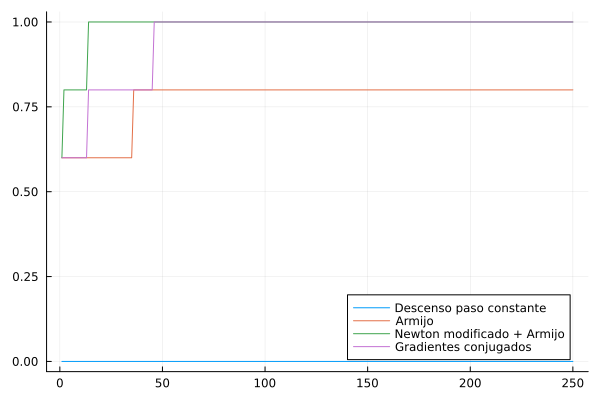 1.00
0.75
0.50
0.25
0.00
Descenso paso constante
Armijo
Newton modificado + Armijo
Gradientes conjugados
0 50 100 150 200 250